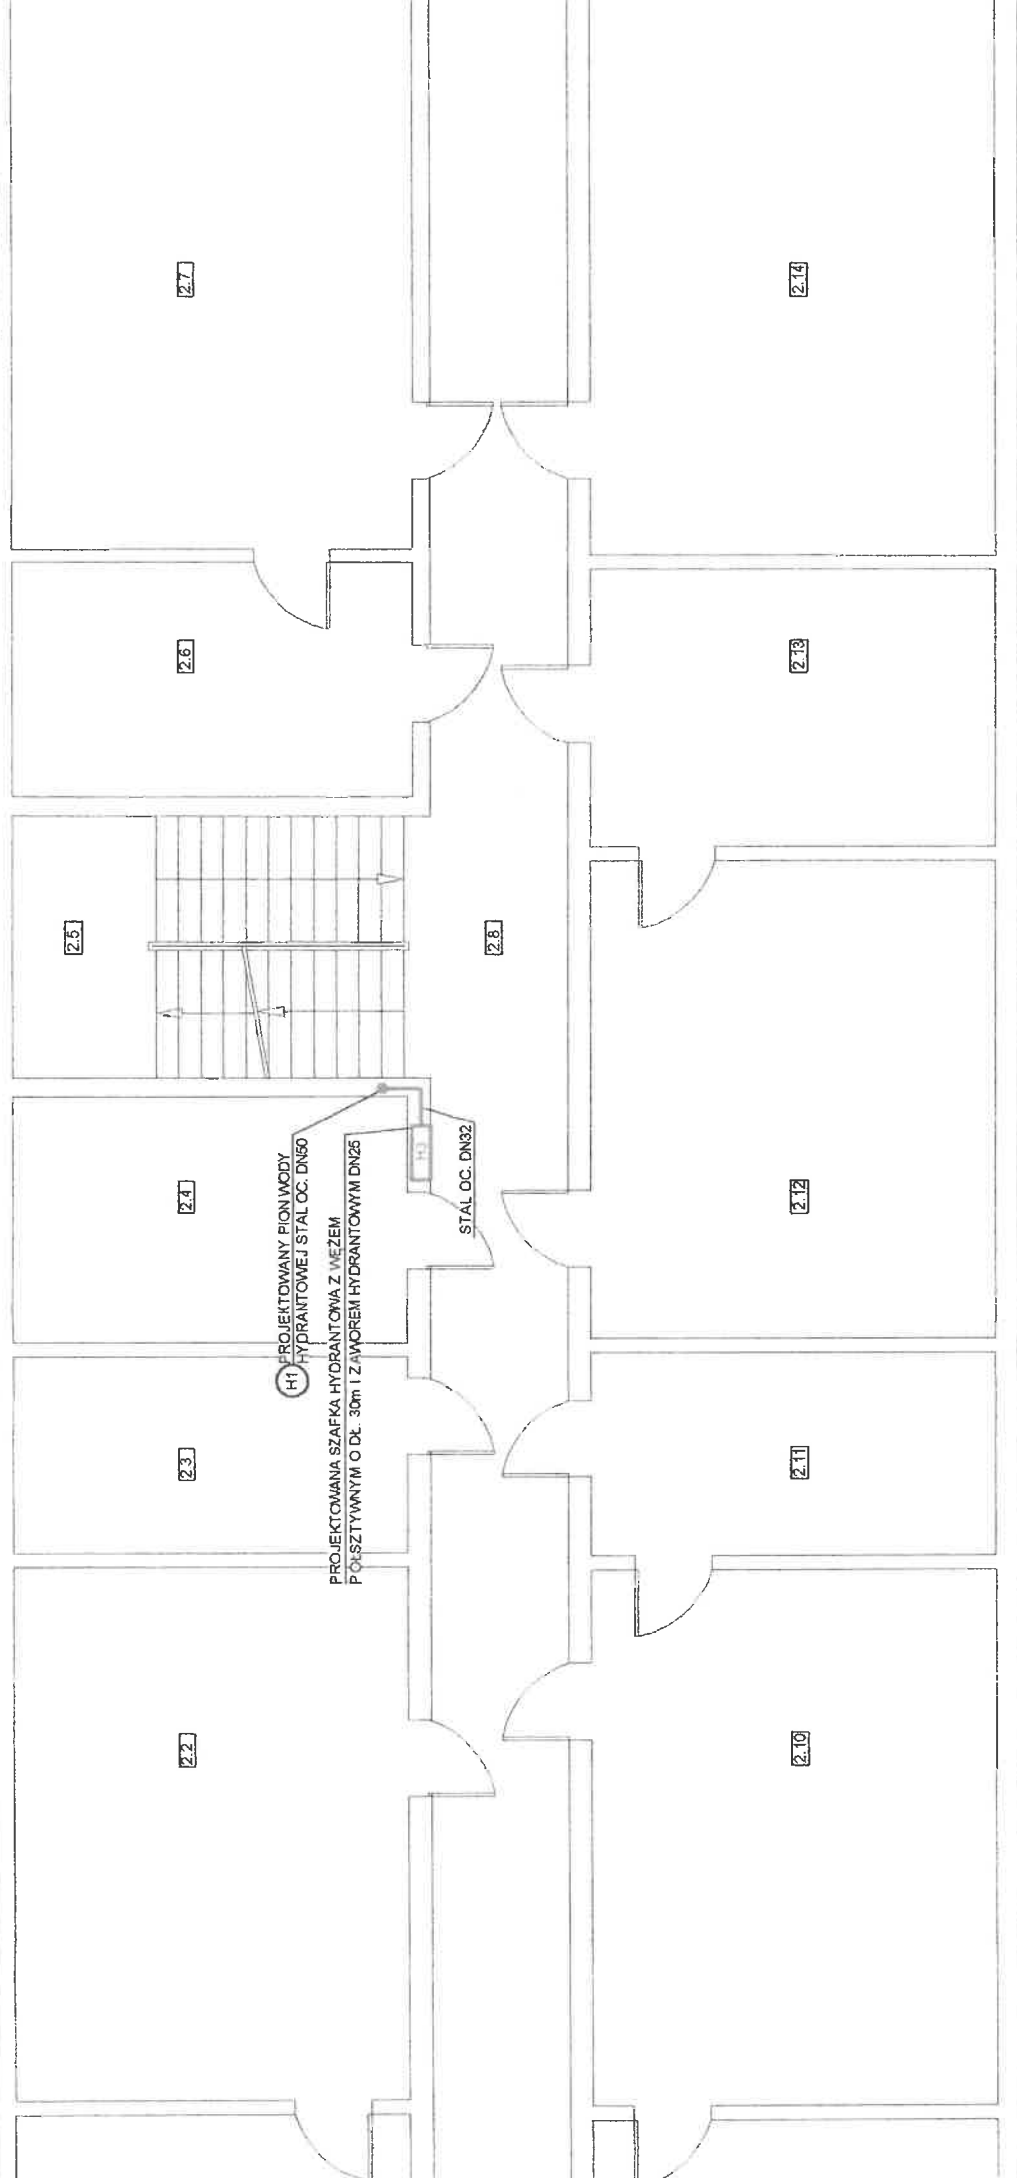 2.7
2.14
2.6
2.13
2.5
2.8
H1
PROJEKTOWANY PION WODY
HYDRANTOWEJ STAL OC. DN50
PROJEKTOWANA SZAFKA HYDRANTOWA Z WĘŻEM
PÓŁSZTYWNYM O DŁ. 30m I ZAWOREM HYDRANTOWYM DN25
STAL OC. DN32
2.4
2.12
2.3
2.11
2.2
2.10